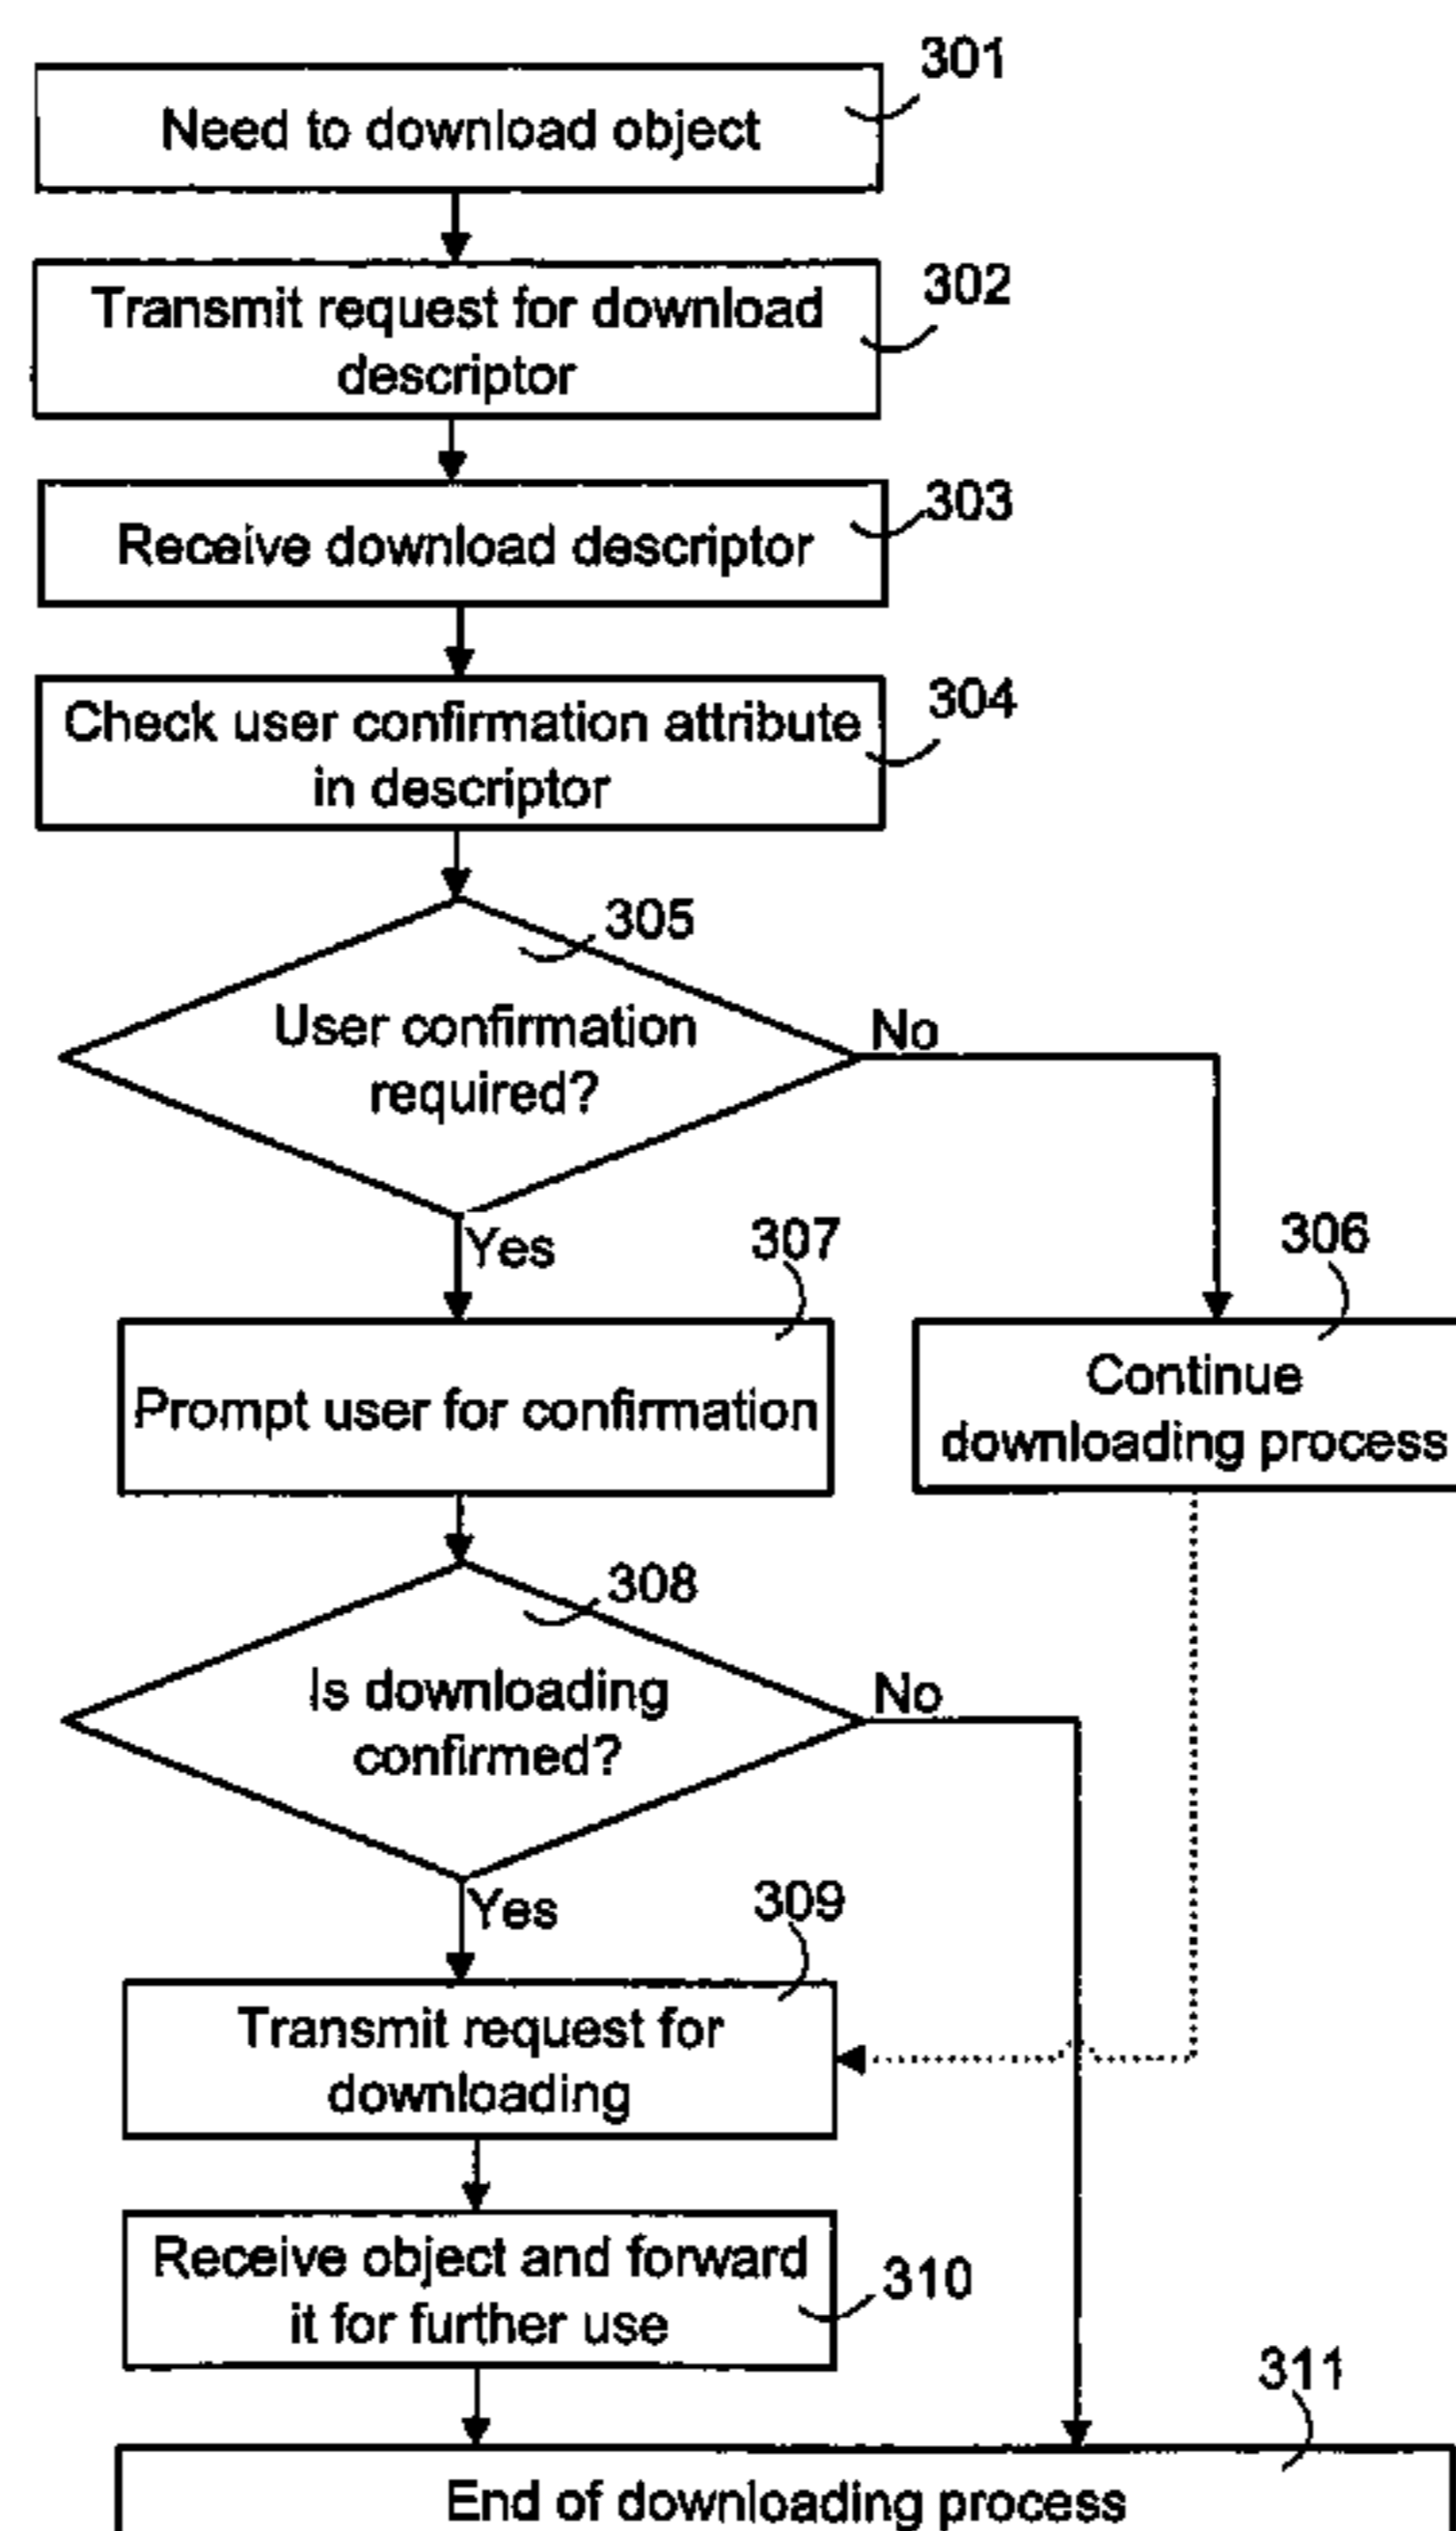 301
Need to download object
302
Transmit request for download
descriptor
303
Receive download descriptor
304
Check user confirmation attribute
in descriptor
305
User confirmation
required?
No
Yes
307
306
Prompt user for confirmation
Continue
downloading process
308
Is downloading
confirmed?
No
Yes
309
Transmit request for
downloading
Receive object and forward
it for further use
310
311
End of downloading process